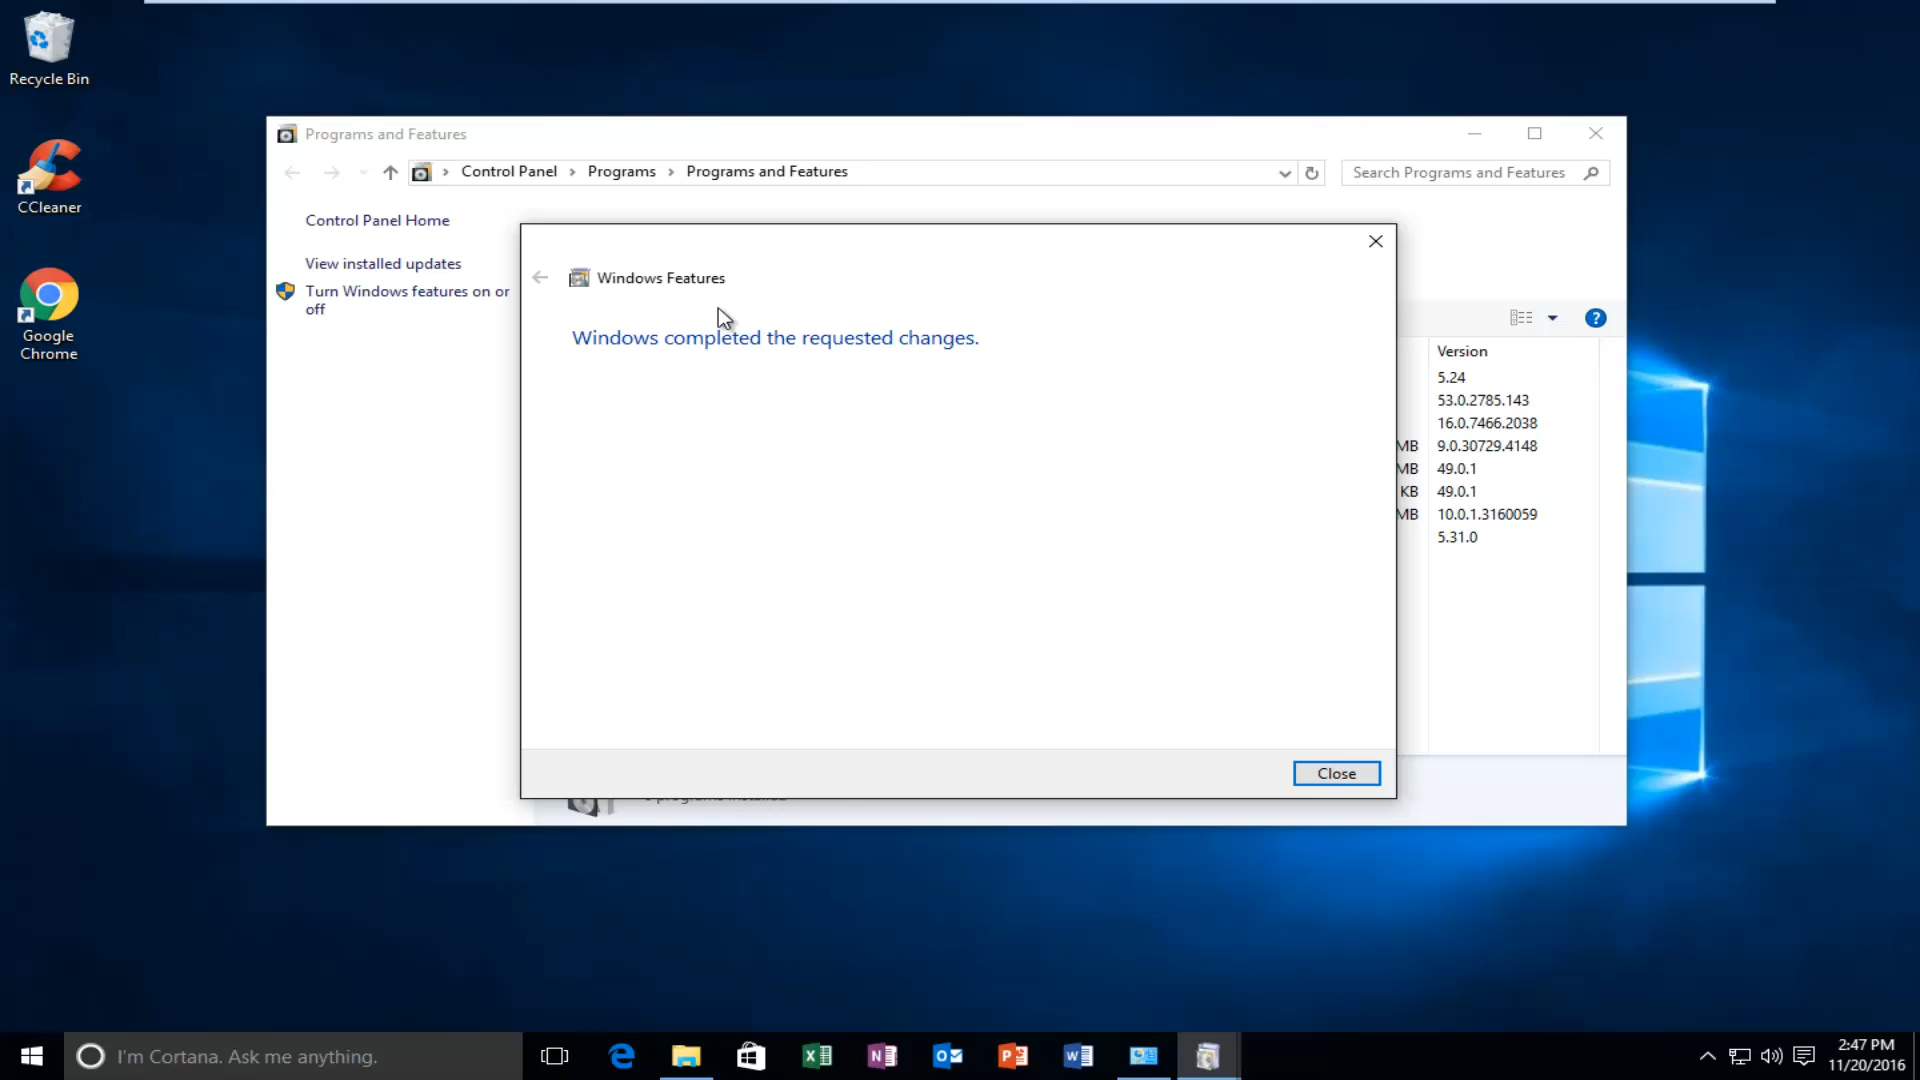 Recycle Bin
CCleaner
Google
Chrome
Programs and Features
Control Panel
Programs
Programs and Features
Search Programs and Features
Control Panel Home
View installed updates
Turn Windows features on or
off
Windows Features
Windows completed the requested changes.
Close
?
Version
5.24
53.0.2785.143
16.0.7466.2038
MB 9.0.30729.4148
MB 49.0.1
KB 49.0.1
MB 10.0.1.3160059
5.31.0
programs installed
I'm Cortana. Ask me anything.
2:47 PM
11/20/2016